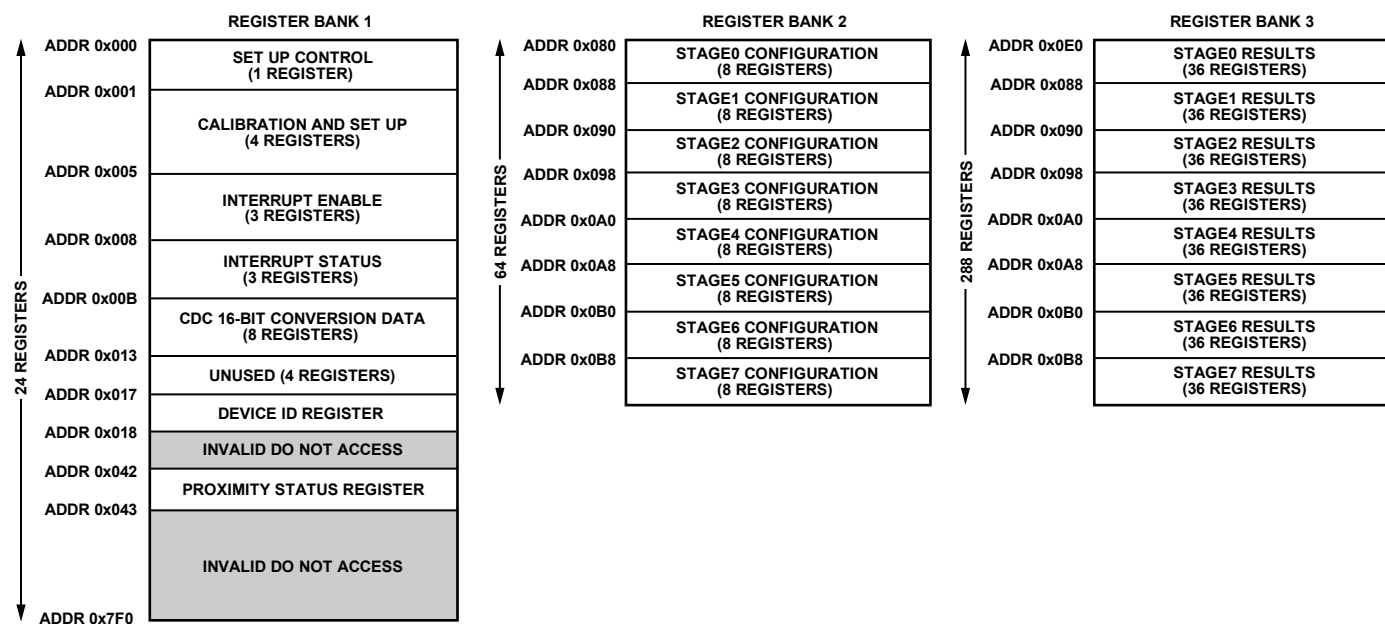 REGISTER BANK 1
ADDR 0x000
SET UP CONTROL
(1 REGISTER)
ADDR 0x001
CALIBRATION AND SET UP
(4 REGISTERS)
ADDR 0x005
INTERRUPT ENABLE
(3 REGISTERS)
ADDR 0x008
INTERRUPT STATUS
(3 REGISTERS)
ADDR 0x00B
CDC 16-BIT CONVERSION DATA
(8 REGISTERS)
ADDR 0x013
UNUSED (4 REGISTERS)
ADDR 0x017
DEVICE ID REGISTER
ADDR 0x018
INVALID DO NOT ACCESS
ADDR 0x042
PROXIMITY STATUS REGISTER
ADDR 0x043
INVALID DO NOT ACCESS
ADDR 0x7F0
24 REGISTERS
REGISTER BANK 2
ADDR 0x080
STAGE0 CONFIGURATION
(8 REGISTERS)
ADDR 0x088
STAGE1 CONFIGURATION
(8 REGISTERS)
ADDR 0x090
STAGE2 CONFIGURATION
(8 REGISTERS)
ADDR 0x098
STAGE3 CONFIGURATION
(8 REGISTERS)
ADDR 0x0A0
STAGE4 CONFIGURATION
(8 REGISTERS)
ADDR 0x0A8
STAGE5 CONFIGURATION
(8 REGISTERS)
ADDR 0x0B0
STAGE6 CONFIGURATION
(8 REGISTERS)
ADDR 0x0B8
STAGE7 CONFIGURATION
(8 REGISTERS)
64 REGISTERS
REGISTER BANK 3
ADDR 0x0E0
STAGE0 RESULTS
(36 REGISTERS)
ADDR 0x088
STAGE1 RESULTS
(36 REGISTERS)
ADDR 0x090
STAGE2 RESULTS
(36 REGISTERS)
ADDR 0x098
STAGE3 RESULTS
(36 REGISTERS)
ADDR 0x0A0
STAGE4 RESULTS
(36 REGISTERS)
ADDR 0x0A8
STAGE5 RESULTS
(36 REGISTERS)
ADDR 0x0B0
STAGE6 RESULTS
(36 REGISTERS)
ADDR 0x0B8
STAGE7 RESULTS
(36 REGISTERS)
288 REGISTERS